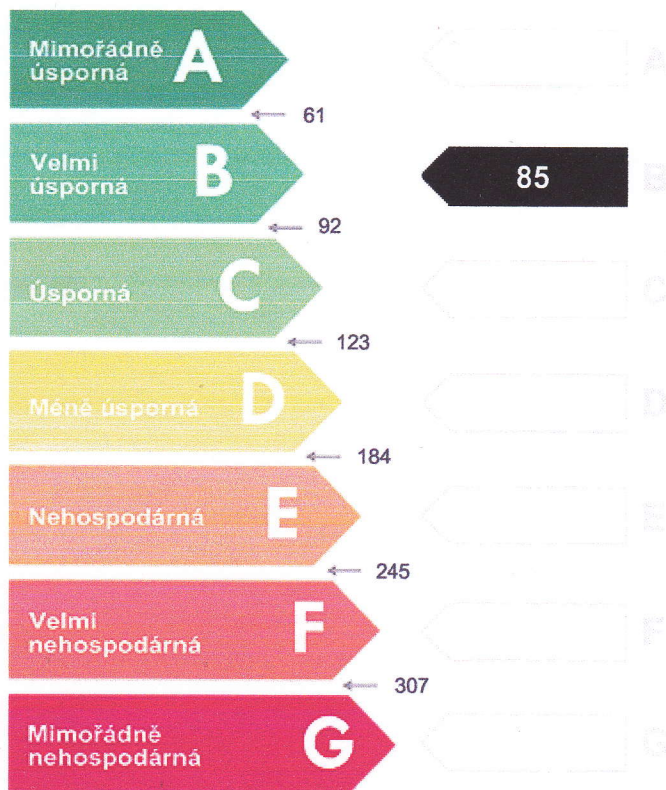 Mimořádně
úsporná
A
61
Velmi
úsporná
B
85
92
Úsporná
C
123
Méně úsporná
D
184
Nehospodárná
E
245
Velmi
nehospodárná
F
307
Mimořádně
nehospodárná
G